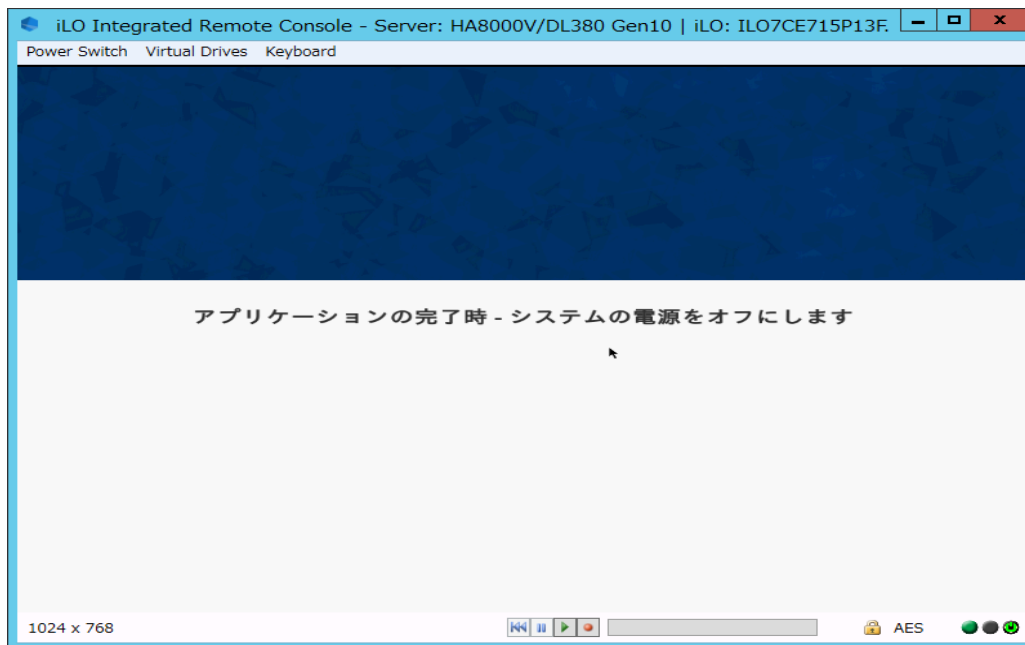 iLO Integrated Remote Console - Server: HA8000V/DL380 Gen10 | iLO: ILO7CE715P13F.
Power Switch Virtual Drives Keyboard
アプリケーションの完了時 - システムの電源をオフにします
1024 x 768 AES